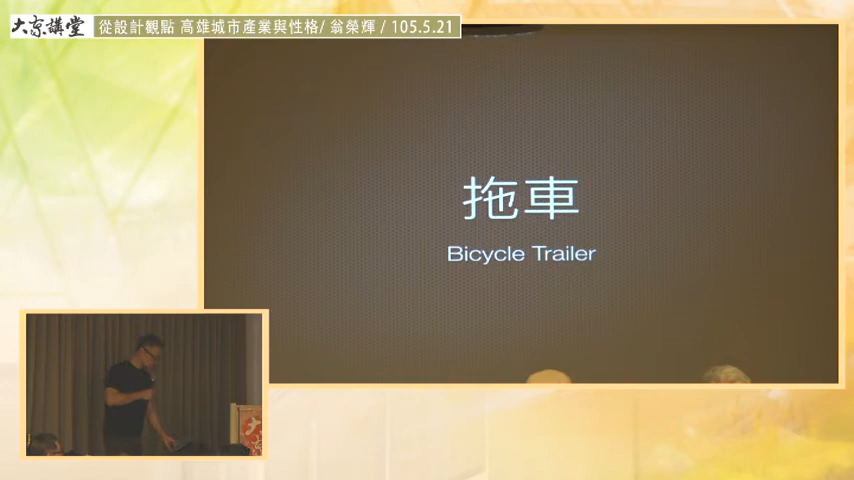 大京講堂 從設計觀點 高雄城市產業與性格/ 翁榮輝 / 105.5.21
拖車
Bicycle Trailer